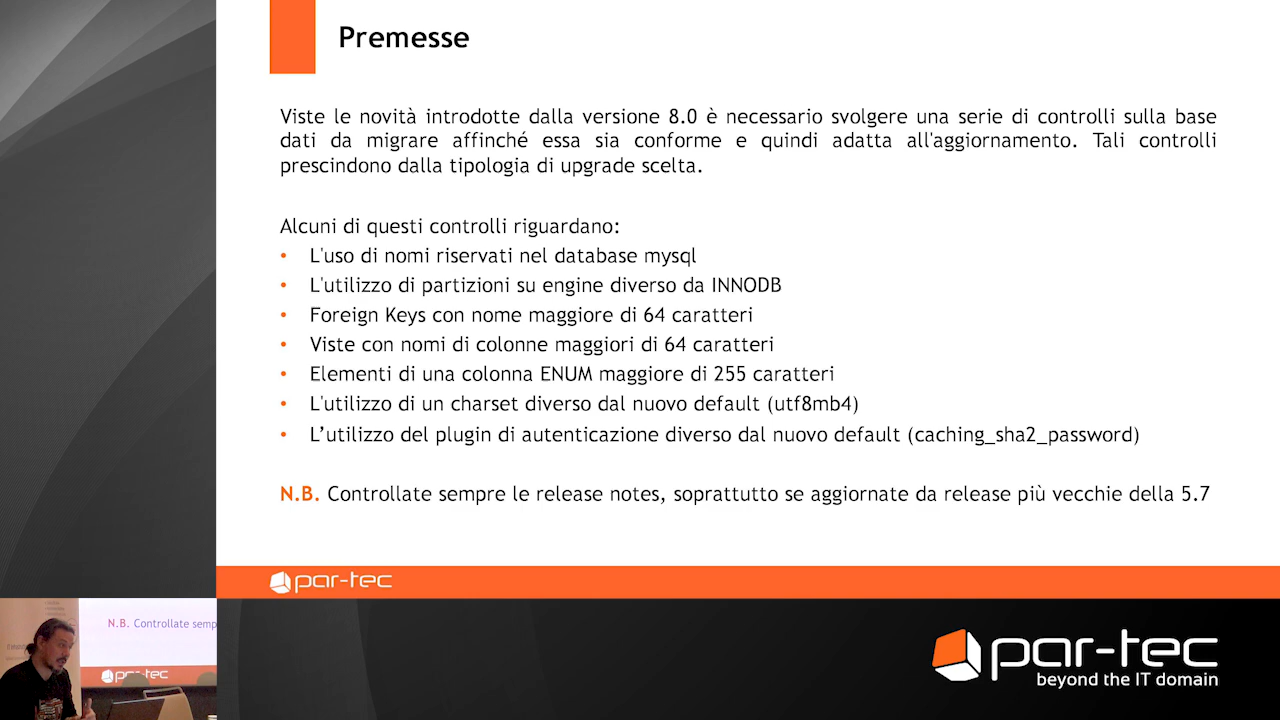 Premesse
Viste le novità introdotte dalla versione 8.0 è necessario svolgere una serie di controlli sulla base
dati da migrare affinché essa sia conforme e quindi adatta all'aggiornamento. Tali controlli
prescindono dalla tipologia di upgrade scelta.
Alcuni di questi controlli riguardano:
• L'uso di nomi riservati nel database mysql
• L'utilizzo di partizioni su engine diverso da INNODB
• Foreign Keys con nome maggiore di 64 caratteri
• Viste con nomi di colonne maggiori di 64 caratteri
• Elementi di una colonna ENUM maggiore di 255 caratteri
• L'utilizzo di un charset diverso dal nuovo default (utf8mb4)
• L’utilizzo del plugin di autenticazione diverso dal nuovo default (caching_sha2_password)
N.B. Controllate sempre le release notes, soprattutto se aggiornate da release più vecchie della 5.7
par-tec
N.B. Controllate semp
par-tec
par-tec
beyond the IT domain